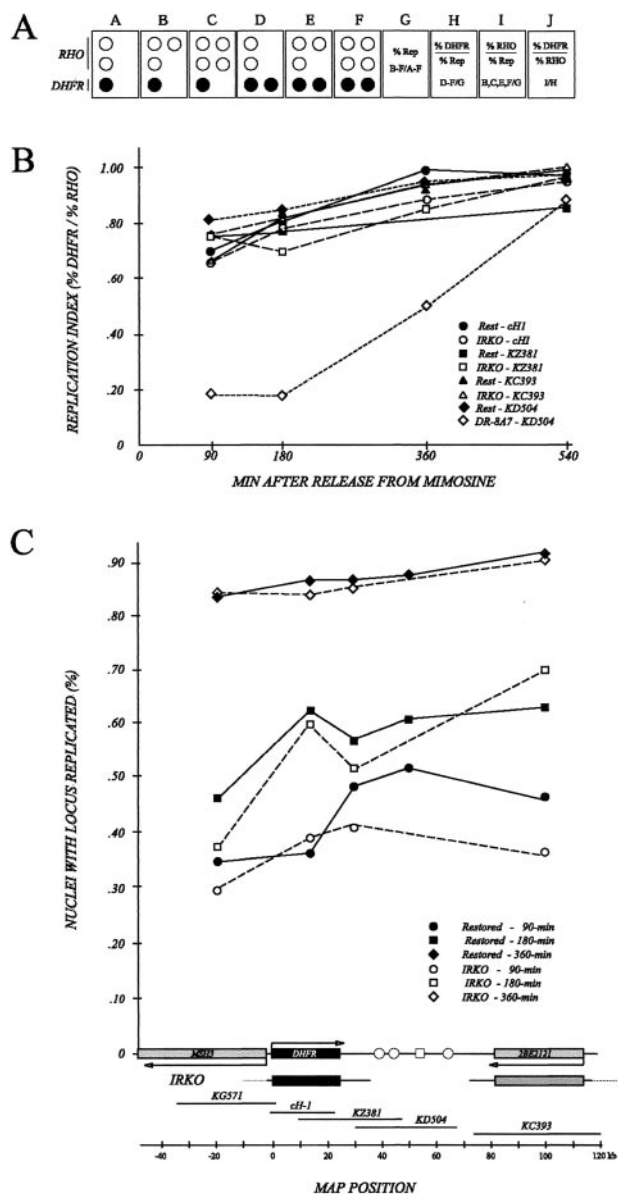 A
A B C D E F G H I J
RHO
DHFR
% Rep
B-F/A-F
% DHFR
% Rep
D-F/G
% RHO
% Rep
B,C,E,F/G
% DHFR
% RHO
I/H
B
REPLICATION INDEX (% DHFR / % RHO)
1.00
.80
.60
.40
.20
0
0 90 180 360 540
MIN AFTER RELEASE FROM MIMOSINE
Rest - cH1
IRKO - cH1
Rest - KZ381
IRKO - KZ381
Rest - KC393
IRKO - KC393
Rest - KD504
DR-8A7 - KD504
C
NUCLEI WITH LOCUS REPLICATED (%)
.90
.80
.70
.60
.50
.40
.30
.20
.10
0
Restored - 90-min
Restored - 180-min
Restored - 360-min
IRKO - 90-min
IRKO - 180-min
IRKO - 360-min
DHFR
2BE2121
IRKO
KG571
cH-1
KZ381
KD504
KC393
-40 -20 0 20 40 60 80 100 120 kb
MAP POSITION